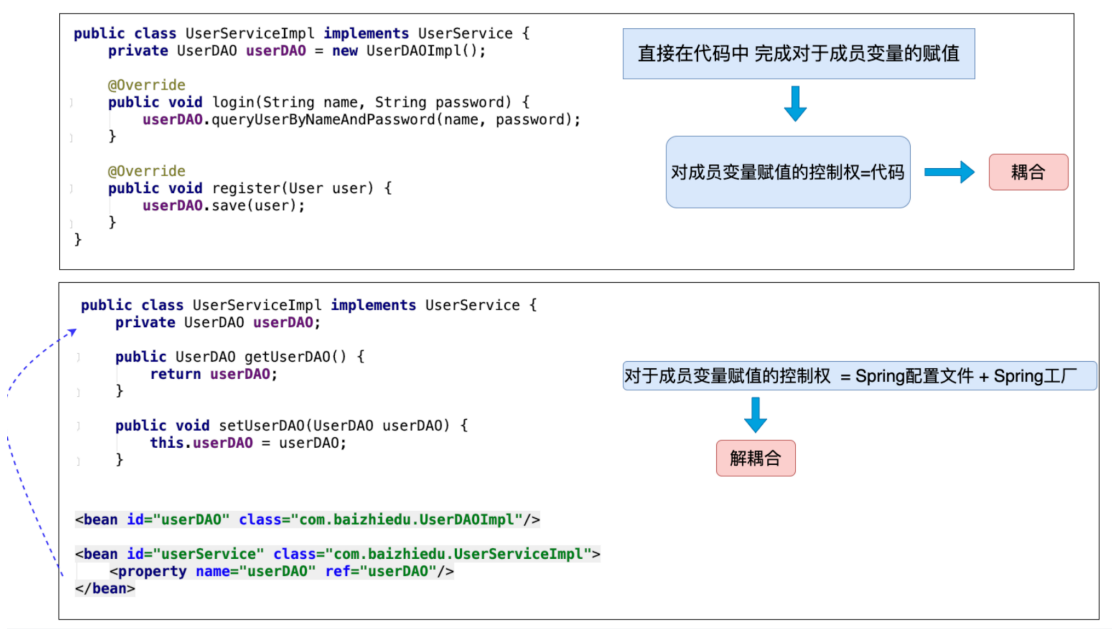 public class UserServiceImpl implements UserService {
    private UserDAO userDAO = new UserDAOImpl();
    @Override
    public void login(String name, String password) {
        userDAO.queryUserByNameAndPassword(name, password);
    }
    @Override
    public void register(User user) {
        userDAO.save(user);
    }
}
直接在代码中 完成对于成员变量的赋值
对成员变量赋值的控制权=代码
耦合
public class UserServiceImpl implements UserService {
    private UserDAO userDAO;
    public UserDAO getUserDAO() {
        return userDAO;
    }
    public void setUserDAO(UserDAO userDAO) {
        this.userDAO = userDAO;
    }
<bean id="userDAO" class="com.baizhiedu.UserDAOImpl"/>
<bean id="userService" class="com.baizhiedu.UserServiceImpl">
    <property name="userDAO" ref="userDAO"/>
</bean>
对于成员变量赋值的控制权 = Spring配置文件 + Spring工厂
解耦合